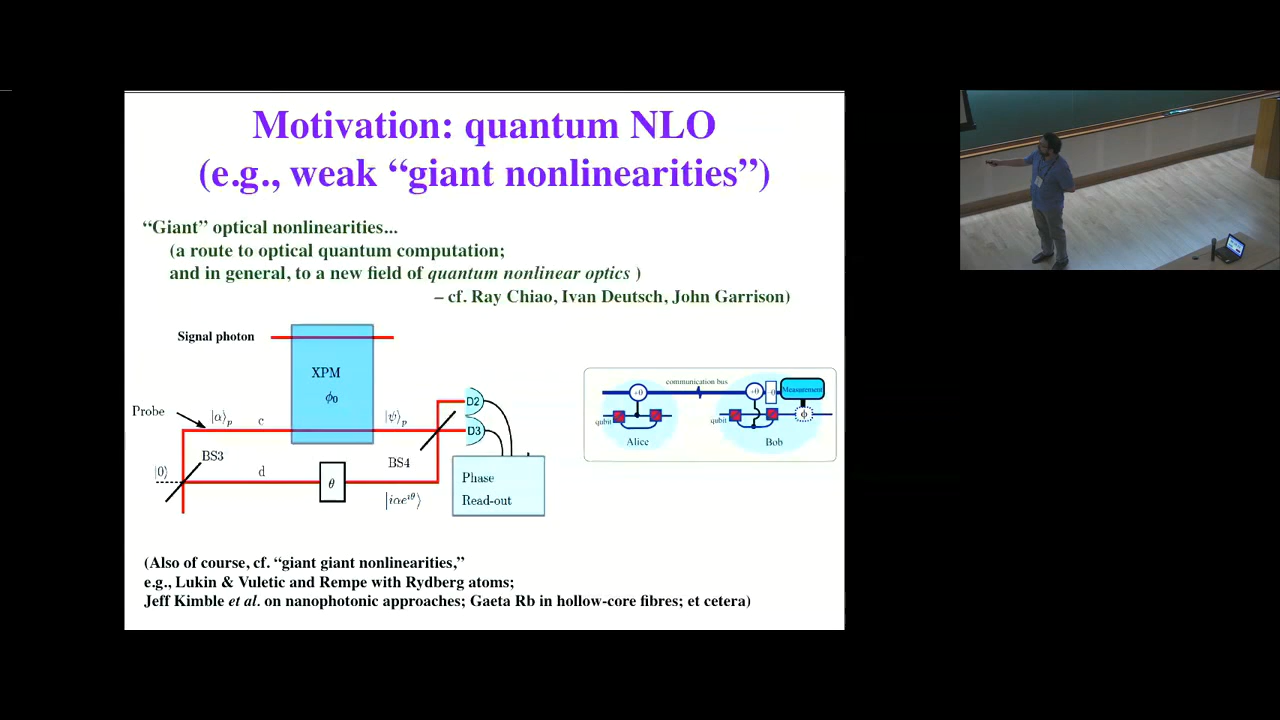 Motivation: quantum NLO
(e.g., weak “giant nonlinearities”)
“Giant” optical nonlinearities...
(a route to optical quantum computation;
and in general, to a new field of quantum nonlinear optics )
– cf. Ray Chiao, Ivan Deutsch, John Garrison)
Signal photon
XPM
ϕ₀
Probe
|α⟩ₚ
c
|ψ⟩ₚ
D2
D3
BS3
BS4
|0⟩
d
θ
|iαe^{iθ}⟩
Phase
Read-out
communication bus
+θ
+θ
-θ
Measurement
qubit
qubit
ϕ
Alice
Bob
(Also of course, cf. “giant giant nonlinearities,”
e.g., Lukin & Vuletic and Rempe with Rydberg atoms;
Jeff Kimble et al. on nanophotonic approaches; Gaeta Rb in hollow-core fibres; et cetera)